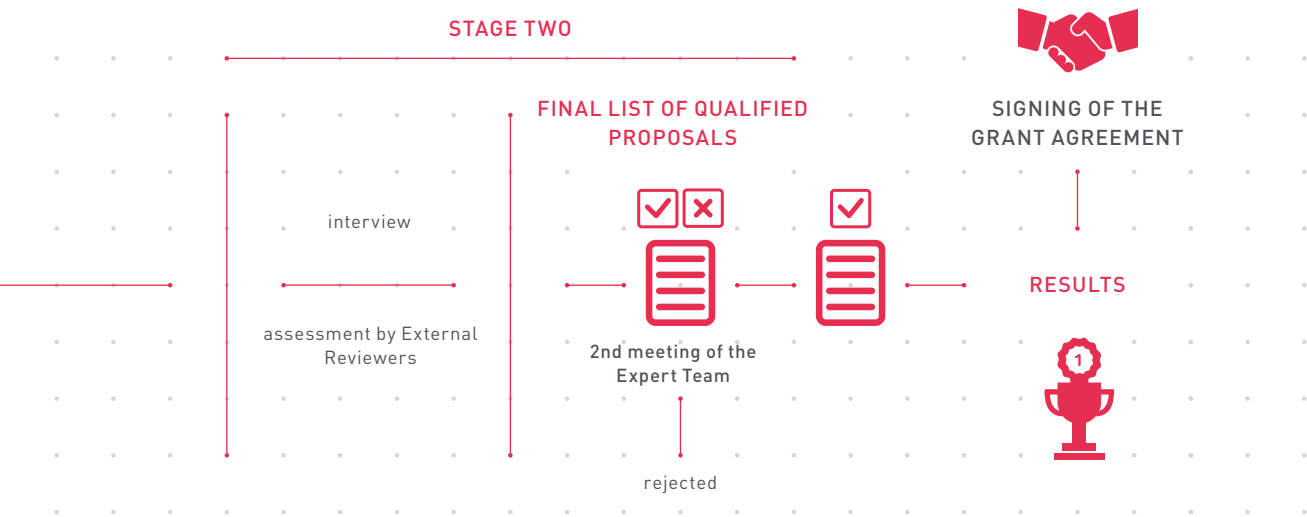 STAGE TWO
interview
assessment by External
Reviewers
FINAL LIST OF QUALIFIED
PROPOSALS
2nd meeting of the
Expert Team
rejected
SIGNING OF THE
GRANT AGREEMENT
RESULTS
1